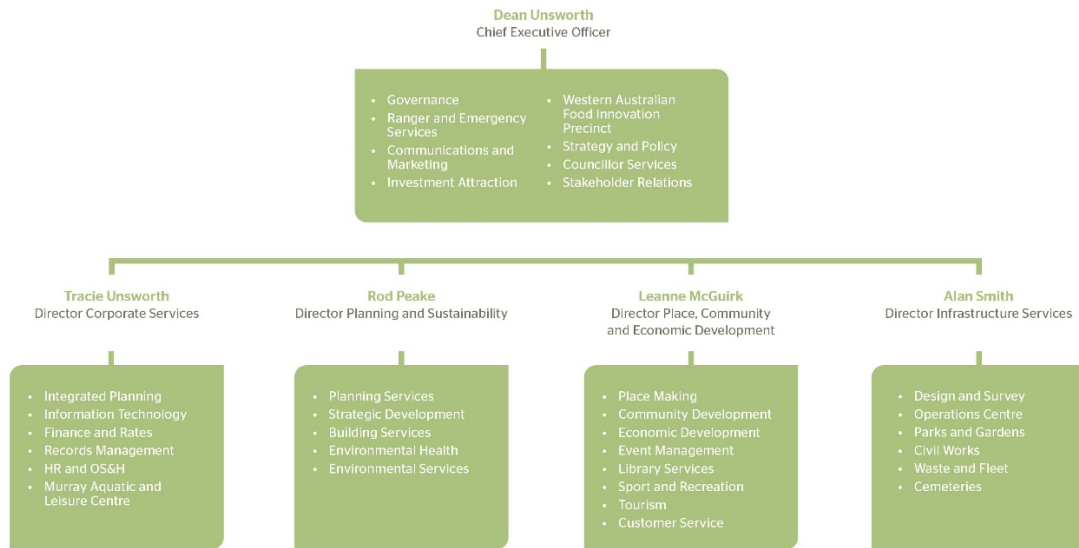 Dean Unsworth
Chief Executive Officer
• Governance
• Ranger and Emergency
Services
• Communications and
Marketing
• Investment Attraction
• Western Australian
Food Innovation
Precinct
• Strategy and Policy
• Councillor Services
• Stakeholder Relations
Tracie Unsworth
Director Corporate Services
• Integrated Planning
• Information Technology
• Finance and Rates
• Records Management
• HR and OS&H
• Murray Aquatic and
Leisure Centre
Rod Peake
Director Planning and Sustainability
• Planning Services
• Strategic Development
• Building Services
• Environmental Health
• Environmental Services
Leanne McGuirk
Director Place, Community
and Economic Development
• Place Making
• Community Development
• Economic Development
• Event Management
• Library Services
• Sport and Recreation
• Tourism
• Customer Service
Alan Smith
Director Infrastructure Services
• Design and Survey
• Operations Centre
• Parks and Gardens
• Civil Works
• Waste and Fleet
• Cemeteries